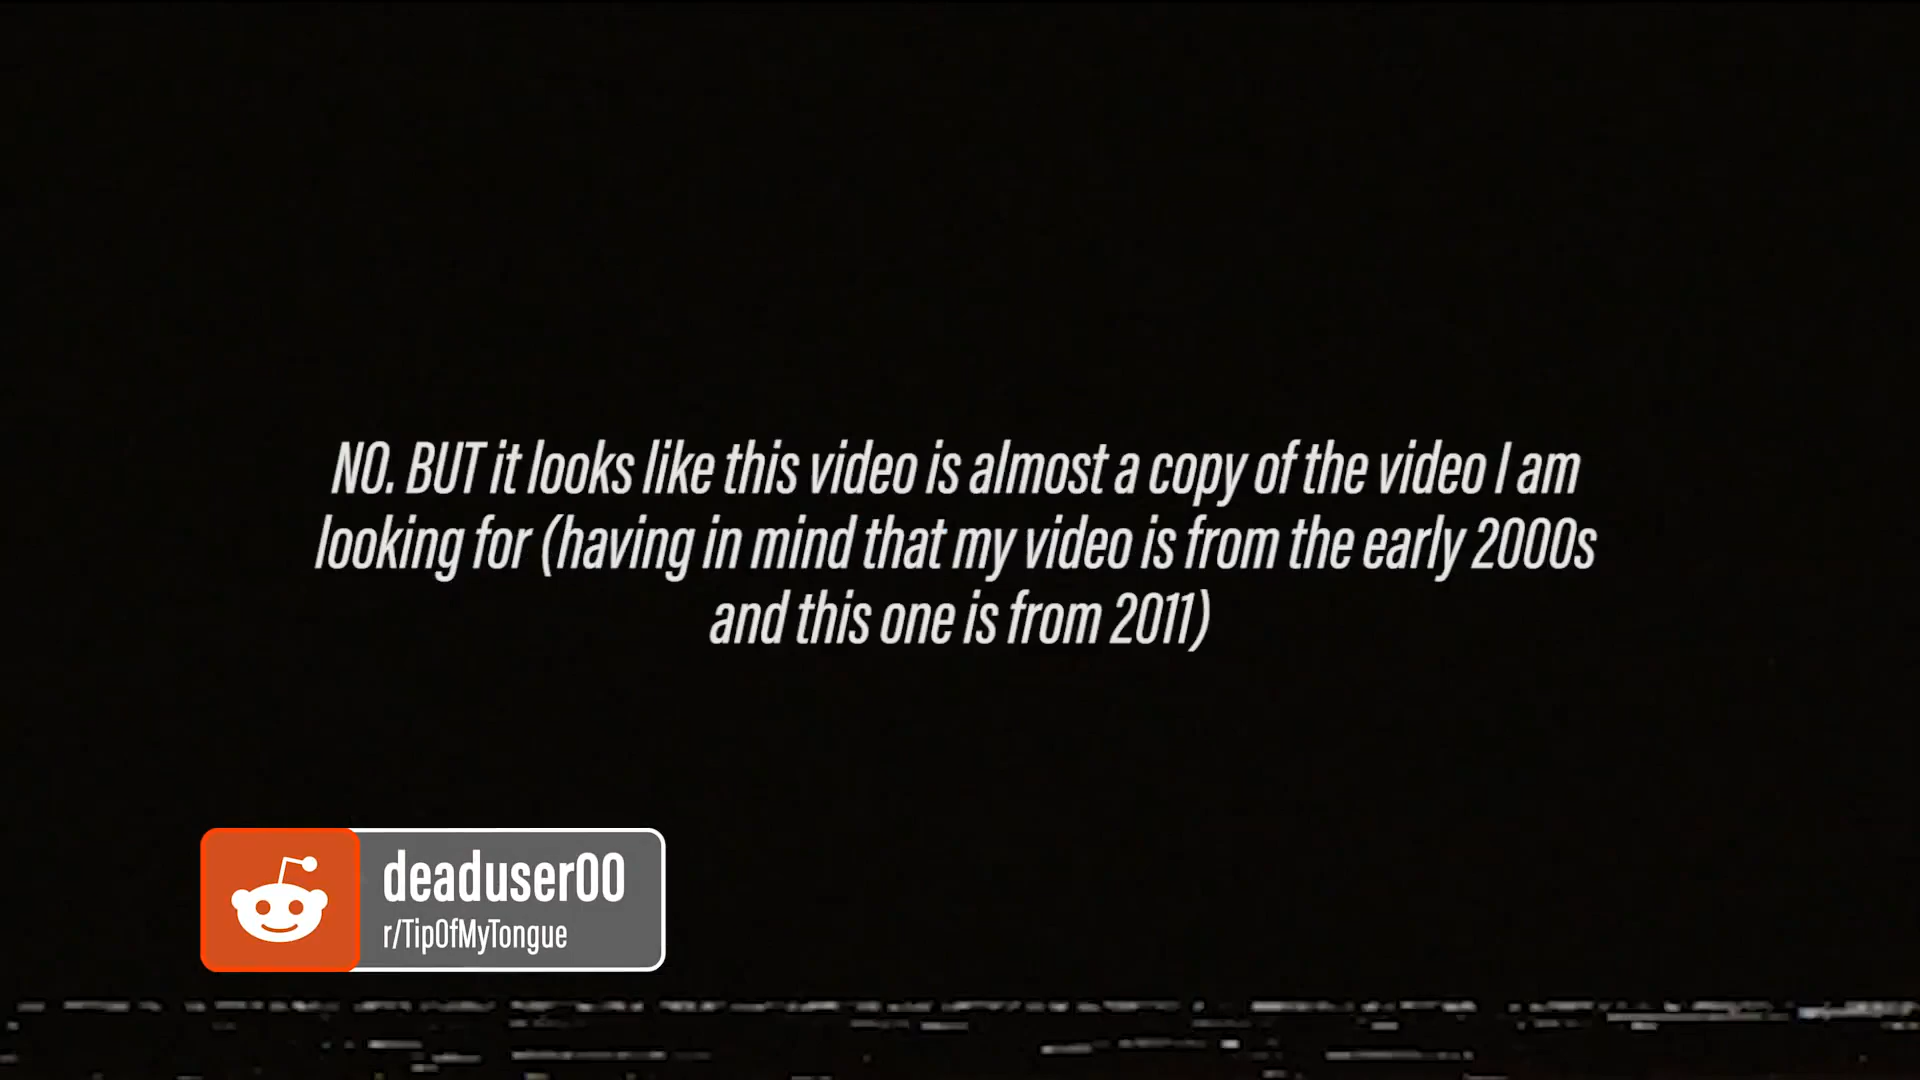 NO. BUT it looks like this video is almost a copy of the video I am
looking for (having in mind that my video is from the early 2000s
and this one is from 2011)
deaduser00
r/TipOfMyTongue